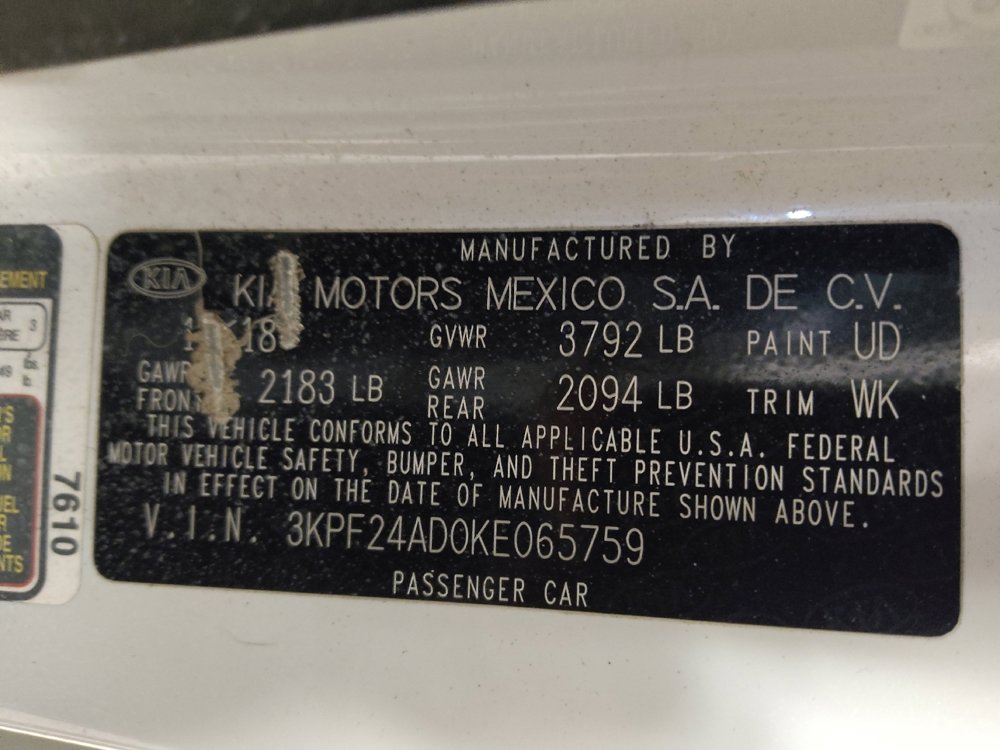 MANUFACTURED BY
KIA KIA MOTORS MEXICO S.A. DE C.V.
GVWR 3792 LB PAINT UD
GAWR FRONT 2183 LB GAWR REAR 2094 LB TRIM WK
THIS VEHICLE CONFORMS TO ALL APPLICABLE U.S.A. FEDERAL
MOTOR VEHICLE SAFETY, BUMPER, AND THEFT PREVENTION STANDARDS
IN EFFECT ON THE DATE OF MANUFACTURE SHOWN ABOVE.
V.I.N. 3KPF24AD0KE065759
PASSENGER CAR
7610